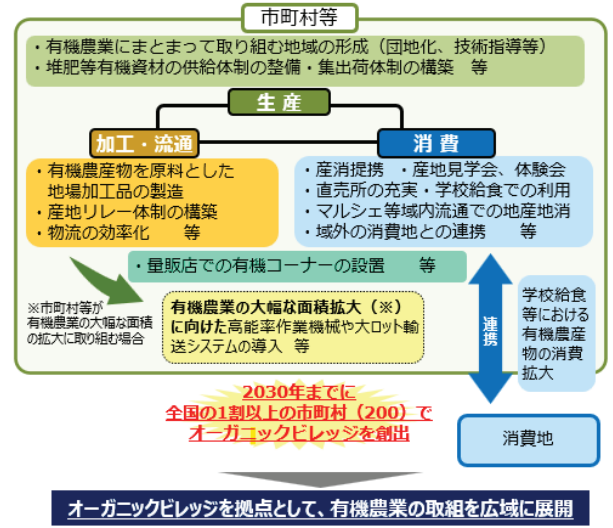 市町村等
・有機農業にまとまって取り組む地域の形成（団地化、技術指導等）
・堆肥等有機資材の供給体制の整備・集出荷体制の構築　等
生産
加工・流通
消費
・有機農産物を原料とした
地場加工品の製造
・産地リレー体制の構築
・物流の効率化　　等
・産消提携　・産地見学会、体験会
・直売所の充実・学校給食での利用
・マルシェ等域内流通での地産地消
・域外の消費地との連携　　等
・量販店での有機コーナーの設置　　等
※市町村等が
有機農業の大幅な面積
の拡大に取り組む場合
有機農業の大幅な面積拡大（※）
に向けた高能率作業機械や大ロット輸
送システムの導入　等
連携
学校給食
等における
有機農産
物の消費
拡大
2030年までに
全国の1割以上の市町村（200）で
オーガニックビレッジを創出
消費地
オーガニックビレッジを拠点として、有機農業の取組を広域に展開